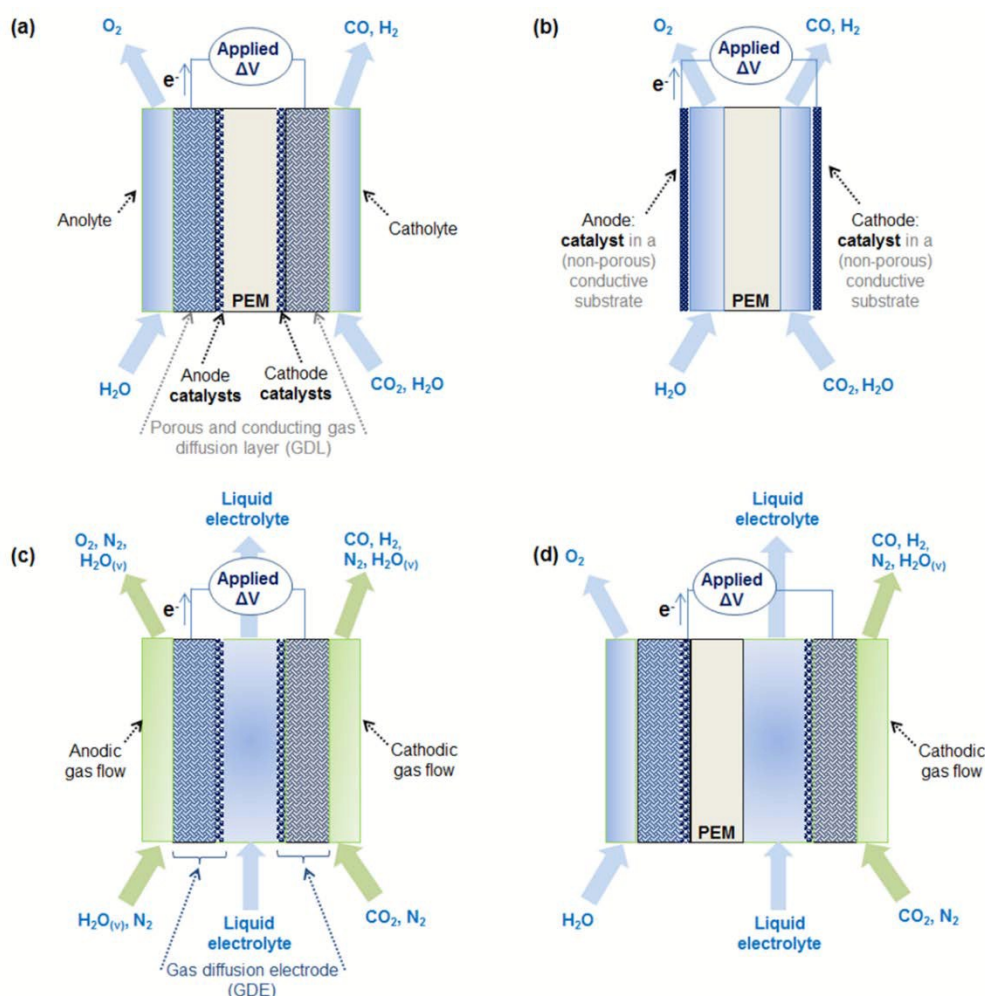 (a)
O₂
CO, H₂
Applied
ΔV
e⁻
Anolyte
Catholyte
PEM
H₂O
Anode
catalysts
Cathode
catalysts
CO₂, H₂O
Porous and conducting gas
diffusion layer (GDL)
(b)
O₂
CO, H₂
Applied
ΔV
e⁻
Anode:
catalyst in a
(non-porous)
conductive
substrate
Cathode:
catalyst in a
(non-porous)
conductive
substrate
PEM
H₂O
CO₂, H₂O
(c)
Liquid
electrolyte
O₂, N₂,
H₂O(v)
CO, H₂,
N₂, H₂O(v)
Applied
ΔV
e⁻
Anodic
gas flow
Cathodic
gas flow
H₂O(v), N₂
Liquid
electrolyte
CO₂, N₂
Gas diffusion electrode
(GDE)
(d)
Liquid
electrolyte
O₂
CO, H₂,
N₂, H₂O(v)
Applied
ΔV
e⁻
Cathodic
gas flow
PEM
H₂O
Liquid
electrolyte
CO₂, N₂